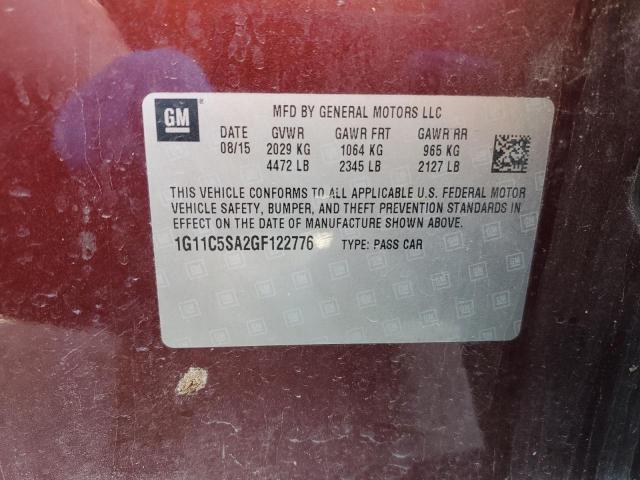 GM
MFD BY GENERAL MOTORS LLC
DATE GVWR GAWR FRT GAWR RR
08/15 2029 KG 1064 KG 965 KG
4472 LB 2345 LB 2127 LB
THIS VEHICLE CONFORMS TO ALL APPLICABLE U.S. FEDERAL MOTOR
VEHICLE SAFETY, BUMPER, AND THEFT PREVENTION STANDARDS IN
EFFECT ON THE DATE OF MANUFACTURE SHOWN ABOVE.
1G11C5SA2GF122776 TYPE: PASS CAR